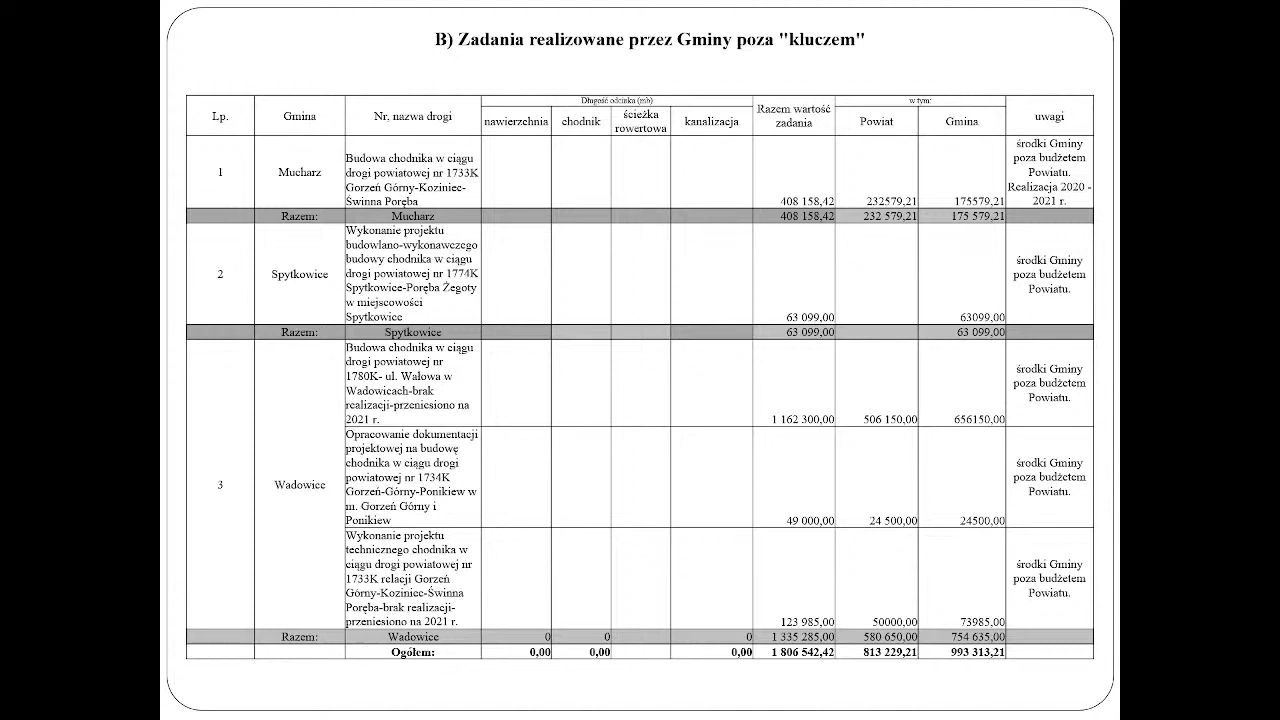 B) Zadania realizowane przez Gminy poza "kluczem"
Lp. Gmina Nr, nazwa drogi Długość odcinka (mb) Razem wartość zadania w tym: uwagi
nawierzchnia chodnik ścieżka rowertowa kanalizacja Powiat Gmina
1 Mucharz
Budowa chodnika w ciągu
drogi powiatowej nr 1733K
Gorzeń Górny-Koziniec-
Świnna Poręba
408 158,42 232579,21 175579,21
środki Gminy
poza budżetem
Powiatu.
Realizacja 2020 -
2021 r.
Razem: Mucharz 408 158,42 232 579,21 175 579,21
2 Spytkowice
Wykonanie projektu
budowlano-wykonawczego
budowy chodnika w ciągu
drogi powiatowej nr 1774K
Spytkowice-Poręba Żegoty
w miejscowości
Spytkowice
63 099,00 63099,00
środki Gminy
poza budżetem
Powiatu.
Razem: Spytkowice 63 099,00 63 099,00
3 Wadowice
Budowa chodnika w ciągu
drogi powiatowej nr
1780K- ul. Wałowa w
Wadowicach-brak
realizacji-przeniesiono na
2021 r.
1 162 300,00 506 150,00 656150,00
środki Gminy
poza budżetem
Powiatu.
Opracowanie dokumentacji
projektowej na budowę
chodnika w ciągu drogi
powiatowej nr 1734K
Gorzeń-Górny-Ponikiew w
m. Gorzeń Górny i
Ponikiew
49 000,00 24 500,00 24500,00
środki Gminy
poza budżetem
Powiatu.
Wykonanie projektu
technicznego chodnika w
ciągu drogi powiatowej nr
1733K relacji Gorzeń
Górny-Koziniec-Świnna
Poręba-brak realizacji-
przeniesiono na 2021 r.
123 985,00 50000,00 73985,00
środki Gminy
poza budżetem
Powiatu.
Razem: Wadowice 0 0 0 1 335 285,00 580 650,00 754 635,00
Ogółem: 0,00 0,00 0,00 1 806 542,42 813 229,21 993 313,21